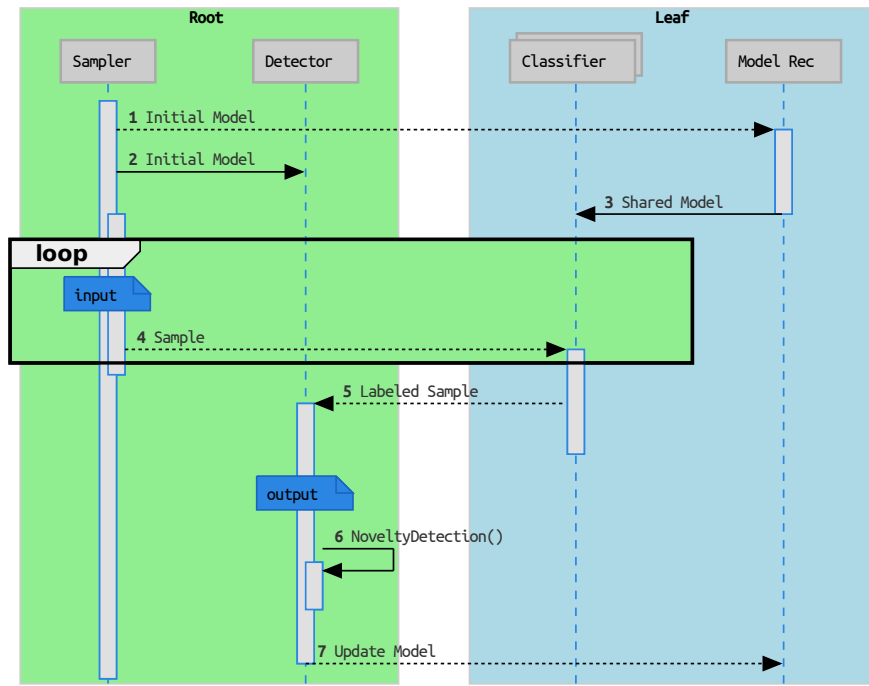 Root
Leaf
Sampler
Detector
Classifier
Model Rec
1 Initial Model
2 Initial Model
3 Shared Model
loop
input
4 Sample
5 Labeled Sample
output
6 NoveltyDetection()
7 Update Model